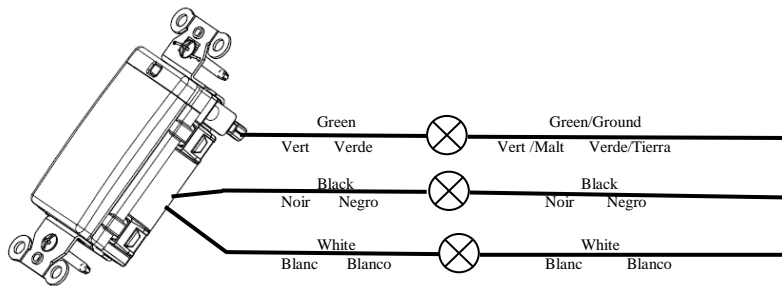 Green Green/Ground
Vert Verde Vert /Malt Verde/Tierra
Black Black
Noir Negro Noir Negro
White White
Blanc Blanco Blanc Blanco